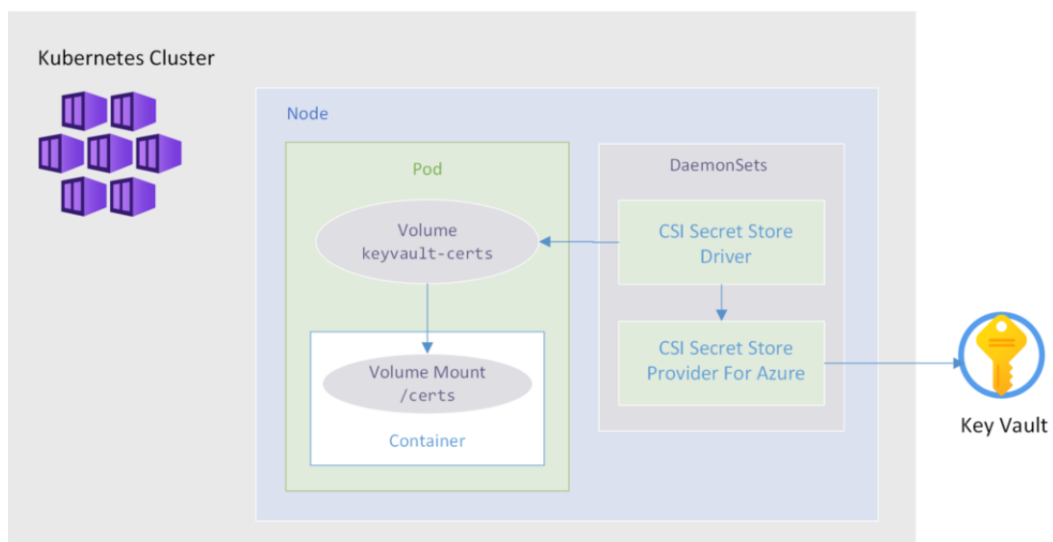 Kubernetes Cluster
Node
Pod
Volume
keyvault-certs
Volume Mount
/certs
Container
DaemonSets
CSI Secret Store
Driver
CSI Secret Store
Provider For Azure
Key Vault